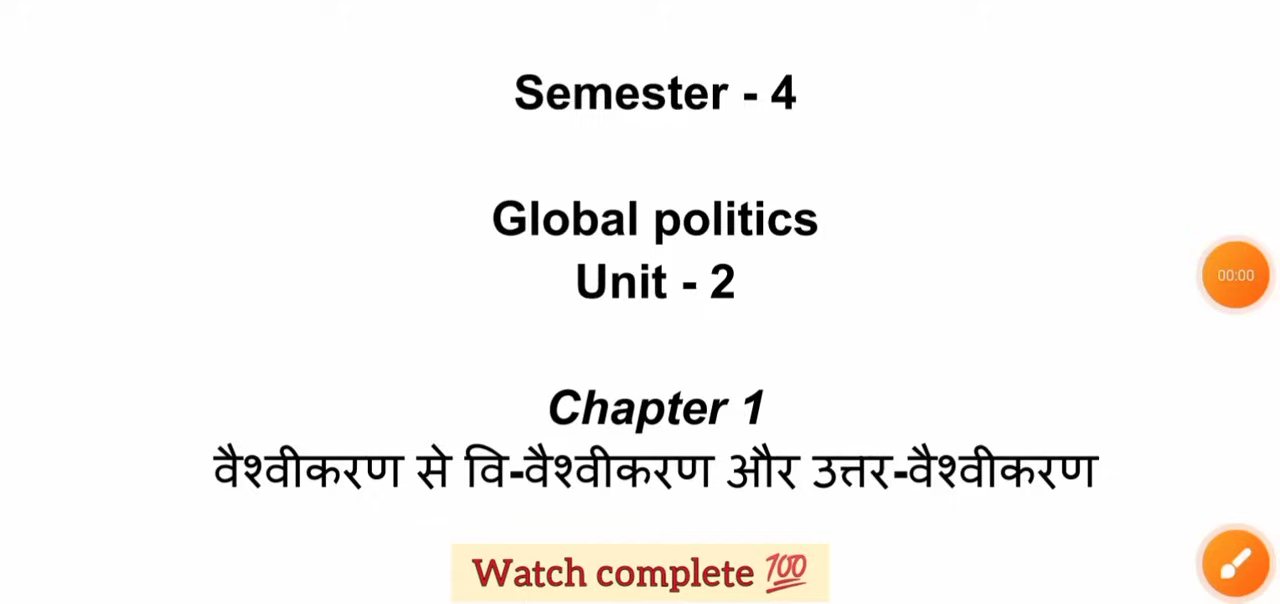 Semester - 4
Global politics
Unit - 2
00:00
Chapter 1
वैश्वीकरण से वि-वैश्वीकरण और उत्तर-वैश्वीकरण
Watch complete 💯